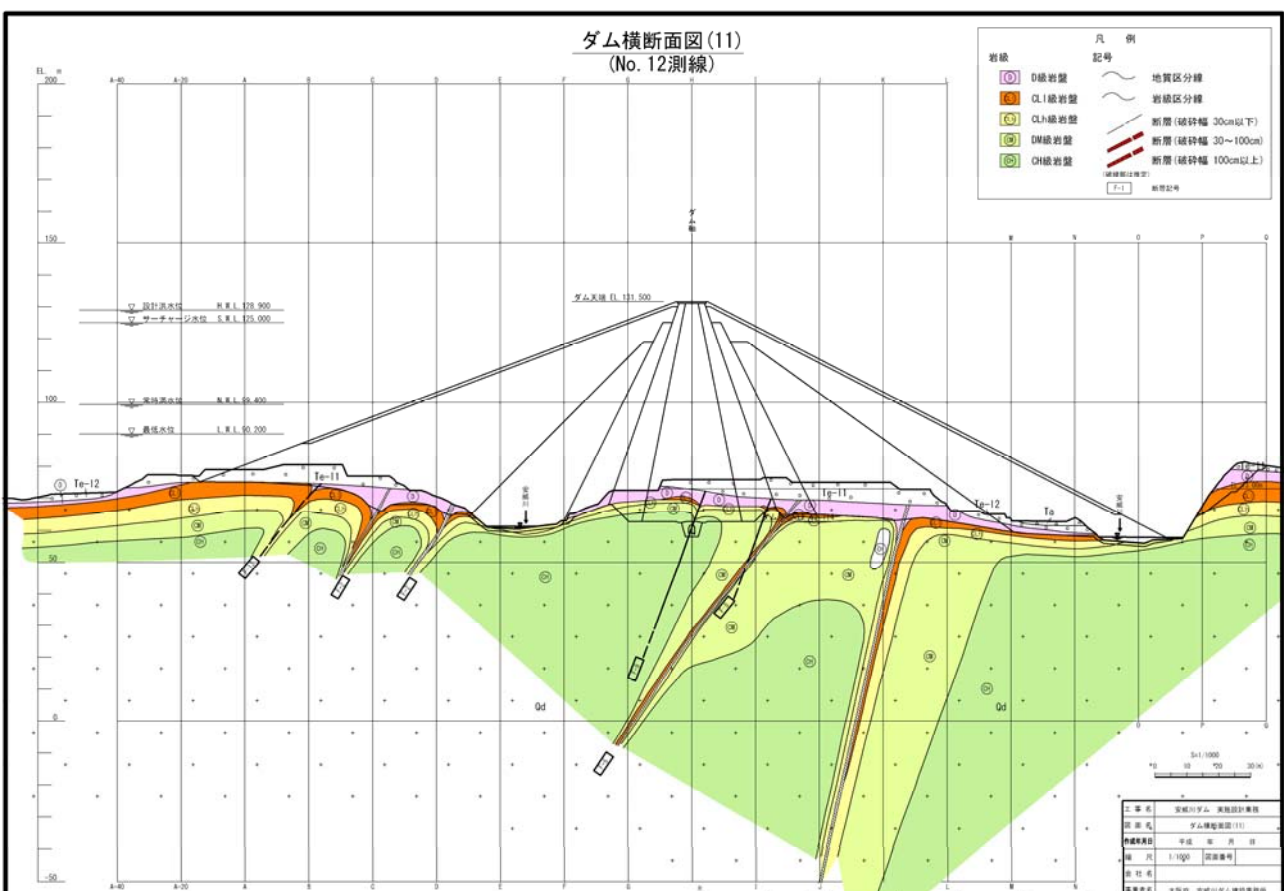 ダム横断面図(11)
(No. 12測線)
凡 例
岩級
記号
D級岩盤
地質区分線
CLl級岩盤
岩級区分線
CLh級岩盤
断層(破砕幅 30cm以下)
DM級岩盤
断層(破砕幅 30～100cm)
CH級岩盤
断層(破砕幅 100cm以上)
F-1
断層記号
EL. m
A-40 A-20 A B C D E F G H I J K L
200
150
M N O P Q
ダム軸
設計洪水位 H.W.L.128.900
サーチャージ水位 S.W.L.125.000
ダム天端 EL.131.500
100
常時満水位 N.W.L.99.400
最低水位 L.W.L.90.200
Te-l2
Te-l1
安威川
Te-l2
Ta
安威川
50
Qd
Qd
0
O P Q
S=1/1000
0 10 20 30(m)
工事名 安威川ダム 実施設計業務
図面名 ダム横断面図(11)
作成年月日 平成 年 月 日
縮尺 1/1000 図面番号
会社名
-50
A-40 A-20 A B C D E F G H I J K L M N